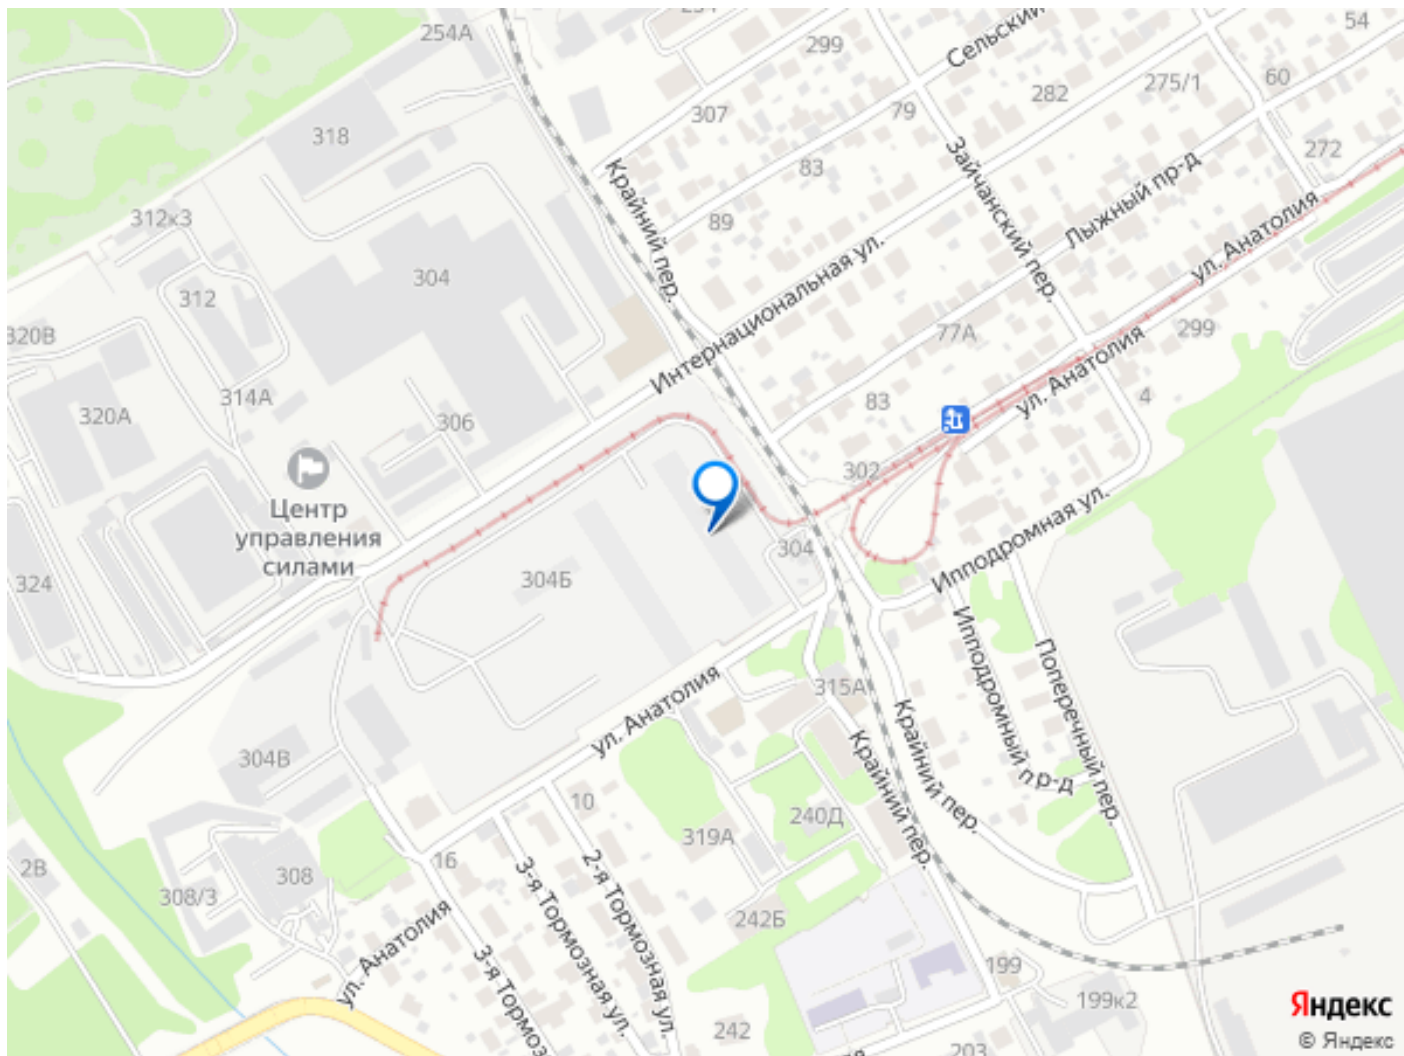 254А
299
Сельский
54
275/1
60
282
307
79
318
Зайчанский пер.
272
83
Крайний пер.
Лыжный пр-д
312к3
89
ул. Анатолия
Интернациональная ул.
304
312
320В
77А
299
ул. Анатолия
314А
83
4
320А
306
302
Центр
управления
силами
Ипподромная ул.
304
324
304Б
Ипподромный пр-д
Поперечный пер.
315А
ул. Анатолия
Крайний пер.
304В
Крайний пер.
10
240Д
319А
2В
16
308
308/3
3-я Тормозная ул.
2-я Тормозная ул.
242Б
ул. Анатолия
3-я Тормоз
199
199к2
242
203
Яндекс
© Яндекс